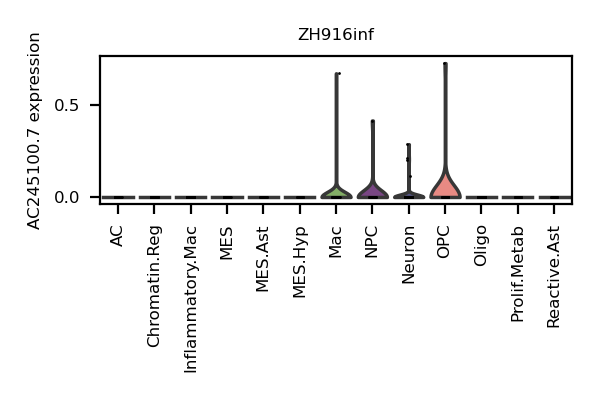 ZH916inf
AC245100.7 expression
0.5
0.0
AC
Chromatin.Reg
Inflammatory.Mac
MES
MES.Ast
MES.Hyp
Mac
NPC
Neuron
OPC
Oligo
Prolif.Metab
Reactive.Ast